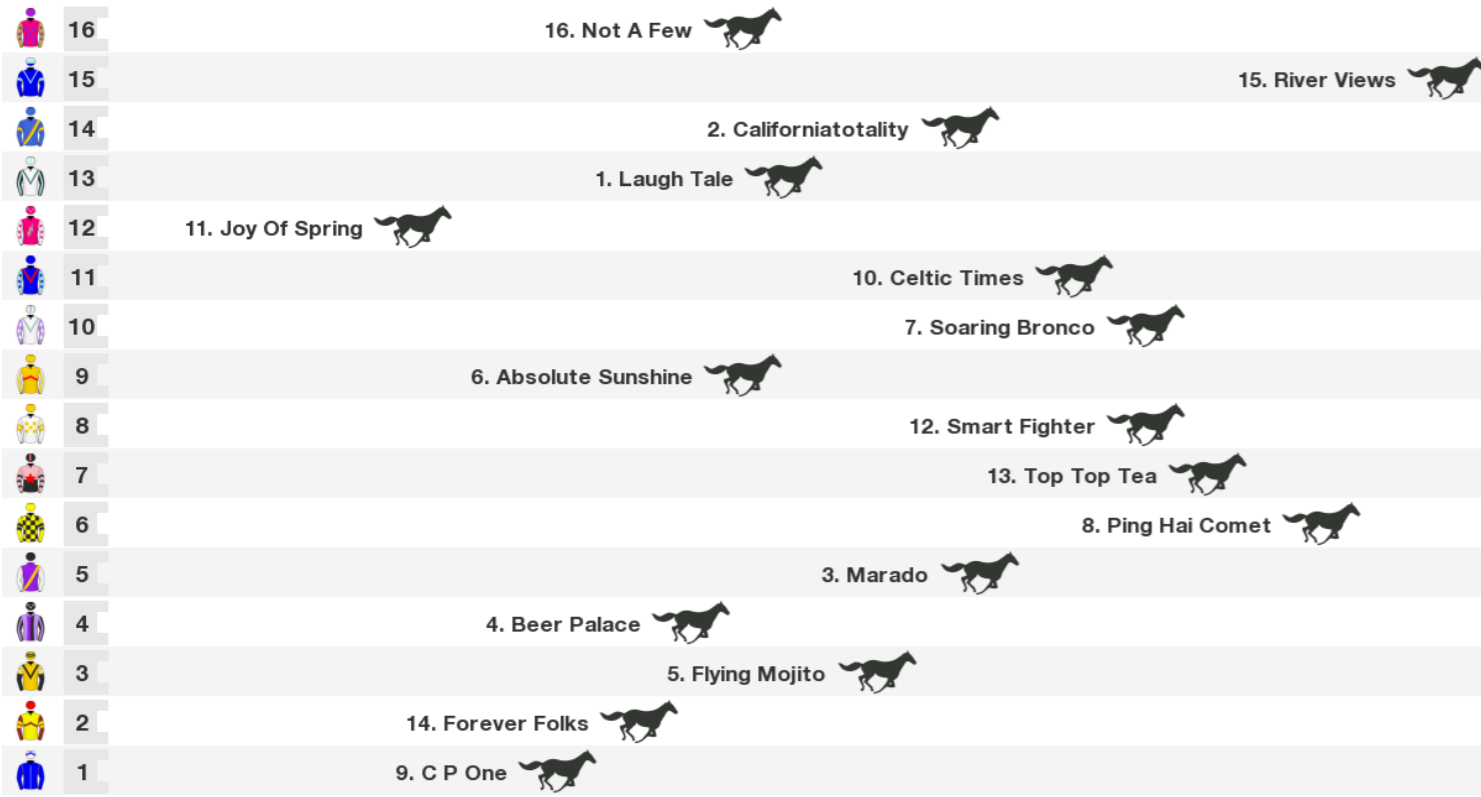 16 16. Not A Few
15 15. River Views
14 2. Californiatotality
13 1. Laugh Tale
12 11. Joy Of Spring
11 10. Celtic Times
10 7. Soaring Bronco
9 6. Absolute Sunshine
8 12. Smart Fighter
7 13. Top Top Tea
6 8. Ping Hai Comet
5 3. Marado
4 4. Beer Palace
3 5. Flying Mojito
2 14. Forever Folks
1 9. C P One